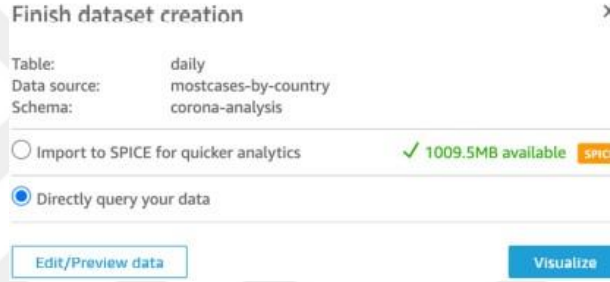 Finish dataset creation
Table: daily
Data source: mostcases-by-country
Schema: corona-analysis
Import to SPICE for quicker analytics 1009.5MB available SPICE
Directly query your data
Edit/Preview data Visualize